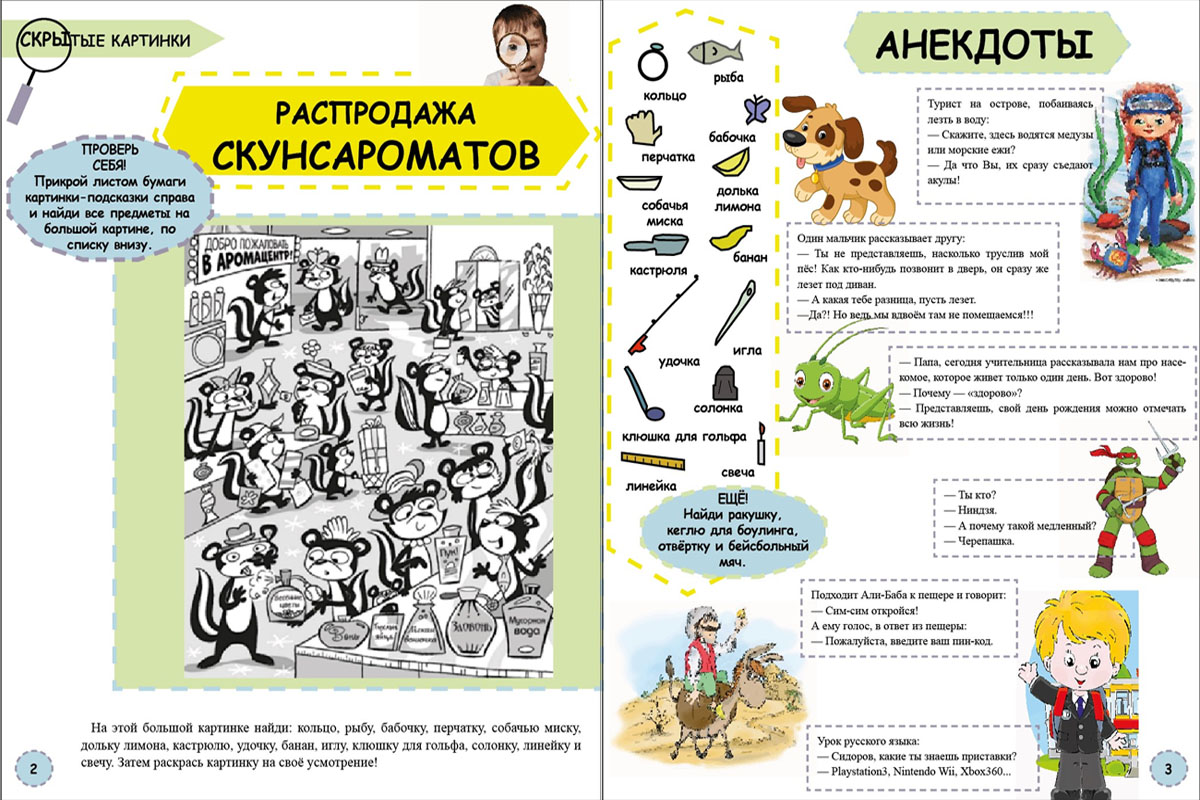 СКРЫТЫЕ КАРТИНКИ
РАСПРОДАЖА
СКУНСАРОМАТОВ
ПРОВЕРЬ
СЕБЯ!
Прикрой листом бумаги
картинки-подсказки справа
и найди все предметы на
большой картине, по
списку внизу.
ДОБРО ПОЖАЛОВАТЬ
В АРОМАЦЕНТР!
Весенние
цветы
Мусорная
вода
На этой большой картинке найди: кольцо, рыбу, бабочку, перчатку, собачью миску,
дольку лимона, кастрюлю, удочку, банан, иглу, клюшку для гольфа, солонку, линейку и
свечу. Затем раскрась картинку на своё усмотрение!
2
кольцо
рыба
бабочка
перчатка
долька
лимона
собачья
миска
банан
кастрюля
удочка
игла
солонка
клюшка для гольфа
свеча
линейка
ЕЩЁ!
Найди ракушку,
кеглю для боулинга,
отвёртку и бейсбольный
мяч.
АНЕКДОТЫ
Турист на острове, побаиваясь
лезть в воду:
— Скажите, здесь водятся медузы
или морские ежи?
— Да что Вы, их сразу съедают
акулы!
Один мальчик рассказывает другу:
— Ты не представляешь, насколько труслив мой
пёс! Как кто-нибудь позвонит в дверь, он сразу же
лезет под диван.
— А какая тебе разница, пусть лезет.
—Да?! Но ведь мы вдвоём там не помещаемся!!!
— Папа, сегодня учительница рассказывала нам про насе-
комое, которое живет только один день. Вот здорово!
— Почему — «здорово»?
— Представляешь, свой день рождения можно отмечать
всю жизнь!
— Ты кто?
— Ниндзя.
— А почему такой медленный?
— Черепашка.
Подходит Али-Баба к пещере и говорит:
— Сим-сим откройся!
А ему голос, в ответ из пещеры:
— Пожалуйста, введите ваш пин-код.
Урок русского языка:
— Сидоров, какие ты знаешь приставки?
— Playstation3, Nintendo Wii, Xbox360...
3